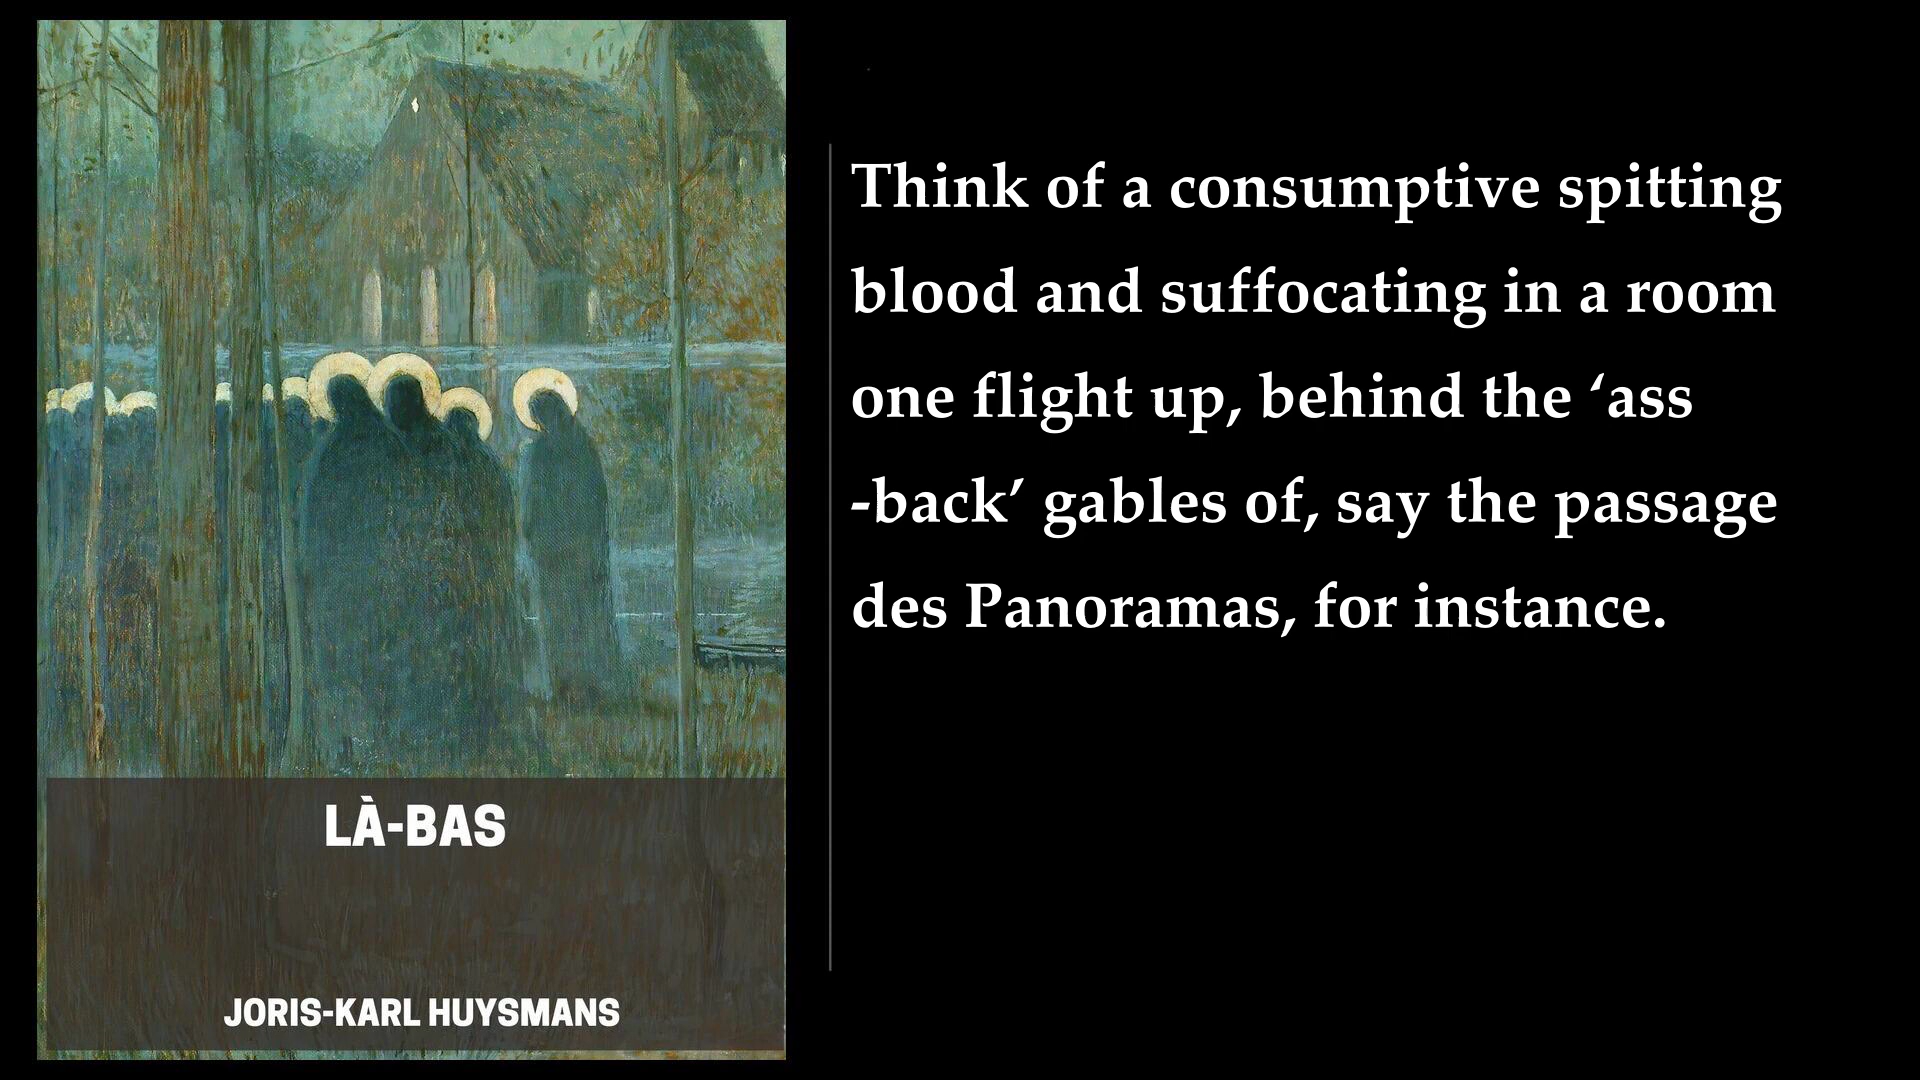 LÀ-BAS
JORIS-KARL HUYSMANS
Think of a consumptive spitting
blood and suffocating in a room
one flight up, behind the ‘ass
-back’ gables of, say the passage
des Panoramas, for instance.